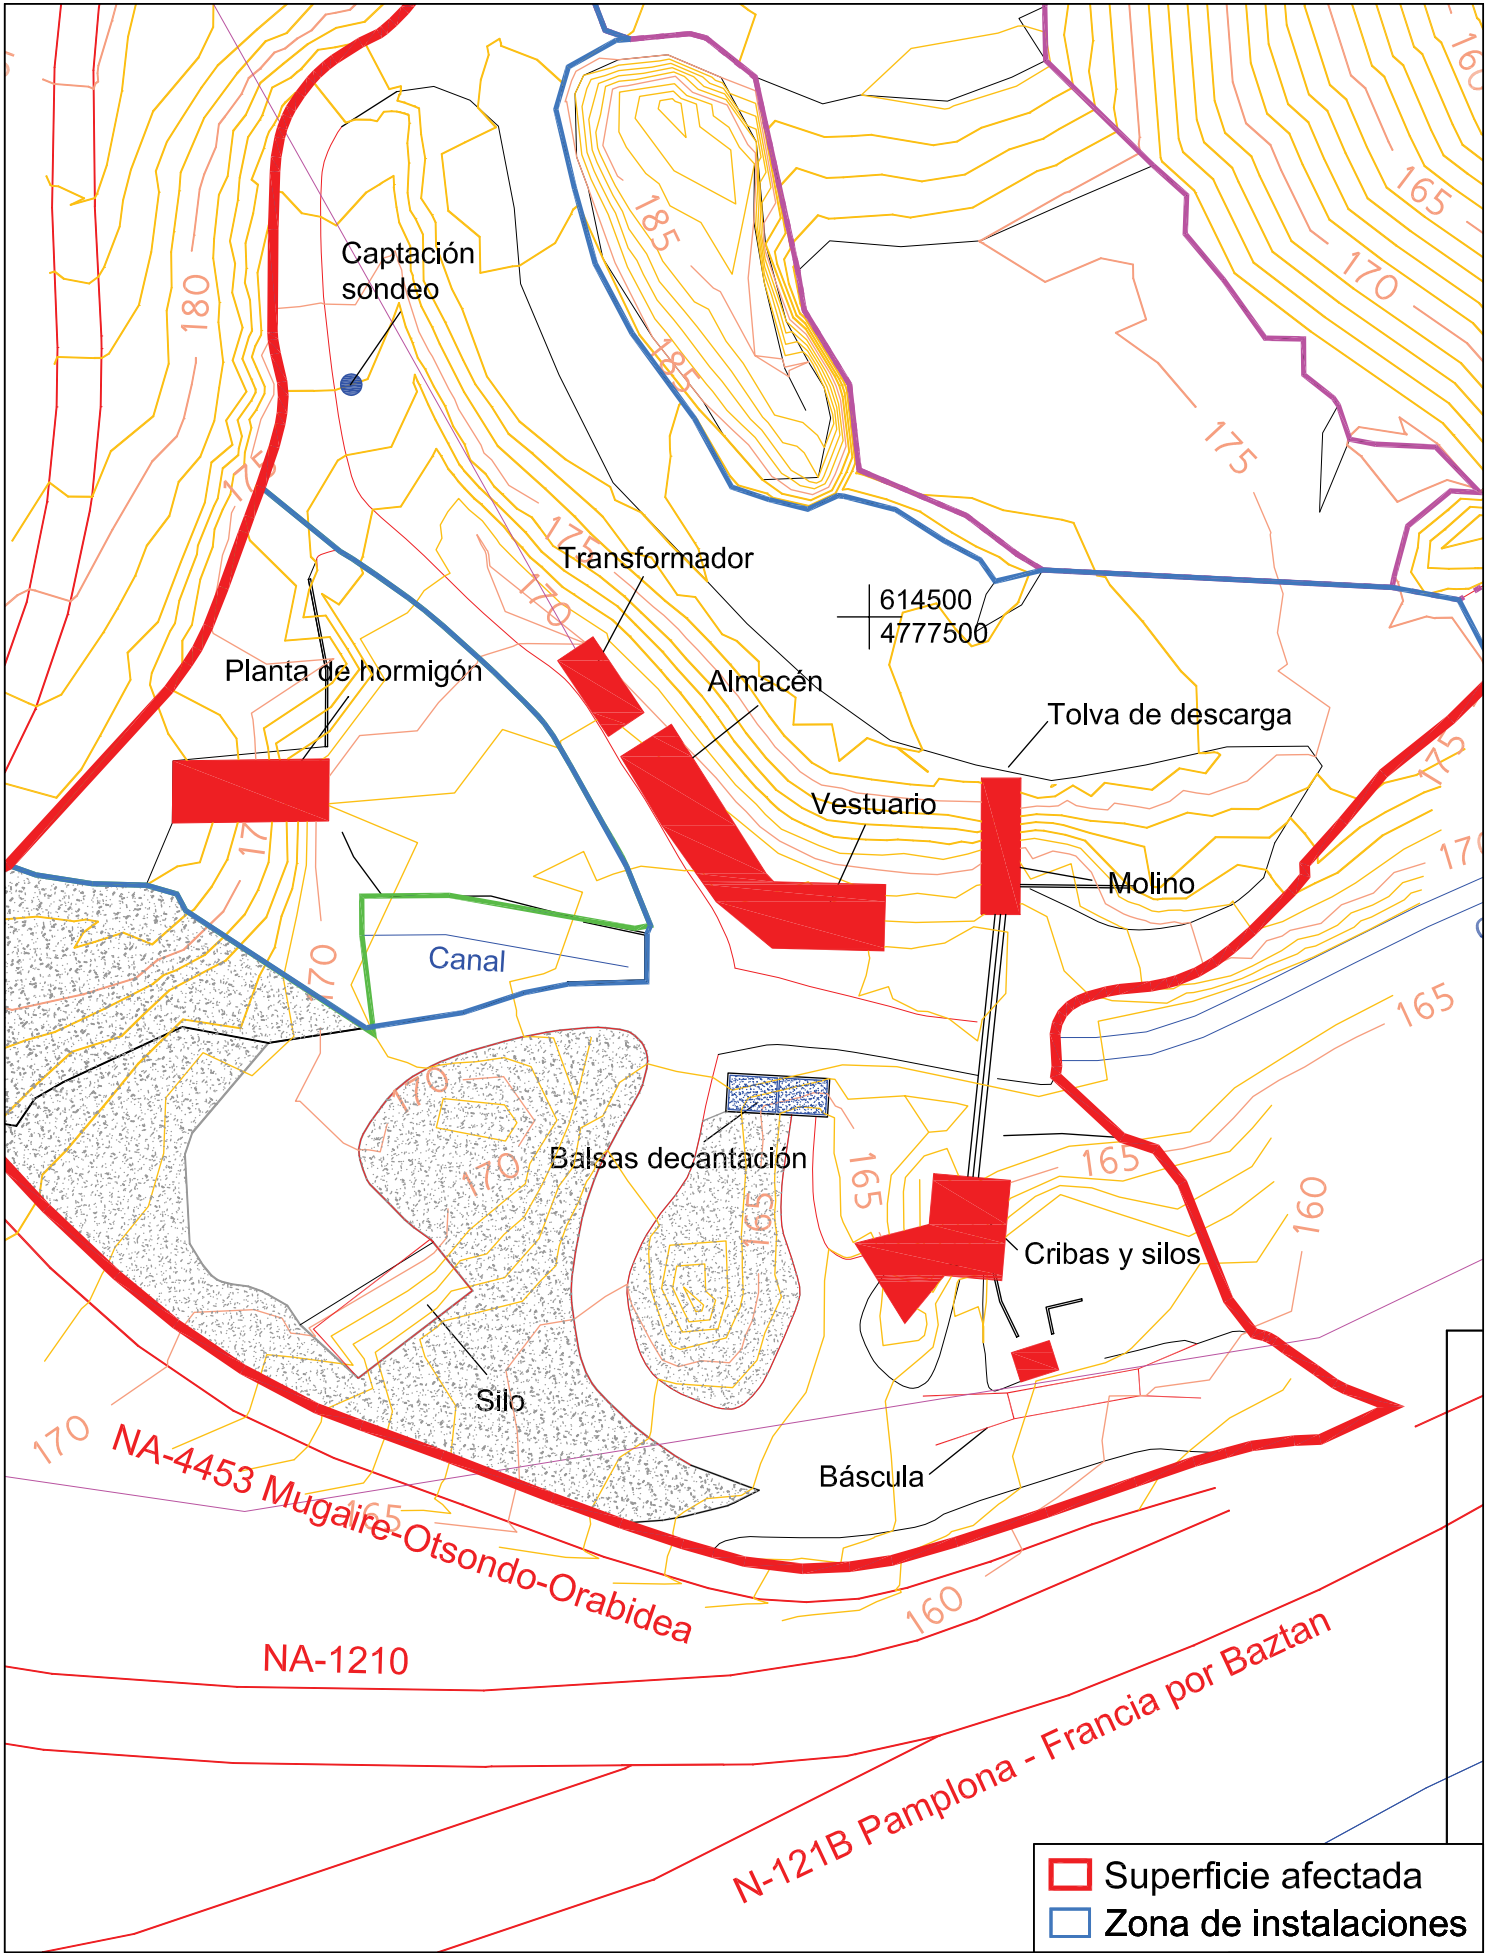 160
165
185
180
Captación
sondeo
170
185
175
175
175
Transformador
170
614500
4777500
Planta de hormigón
Almacén
Tolva de descarga
175
Vestuario
170
Molino
170
Canal
165
170
Balsas decantación
170
165
165
165
160
Cribas y silos
Silo
170
NA-4453 Mugaire-Otsondo-Orabidea
165
Báscula
160
NA-1210
N-121B Pamplona - Francia por Baztan
Superficie afectada
Zona de instalaciones